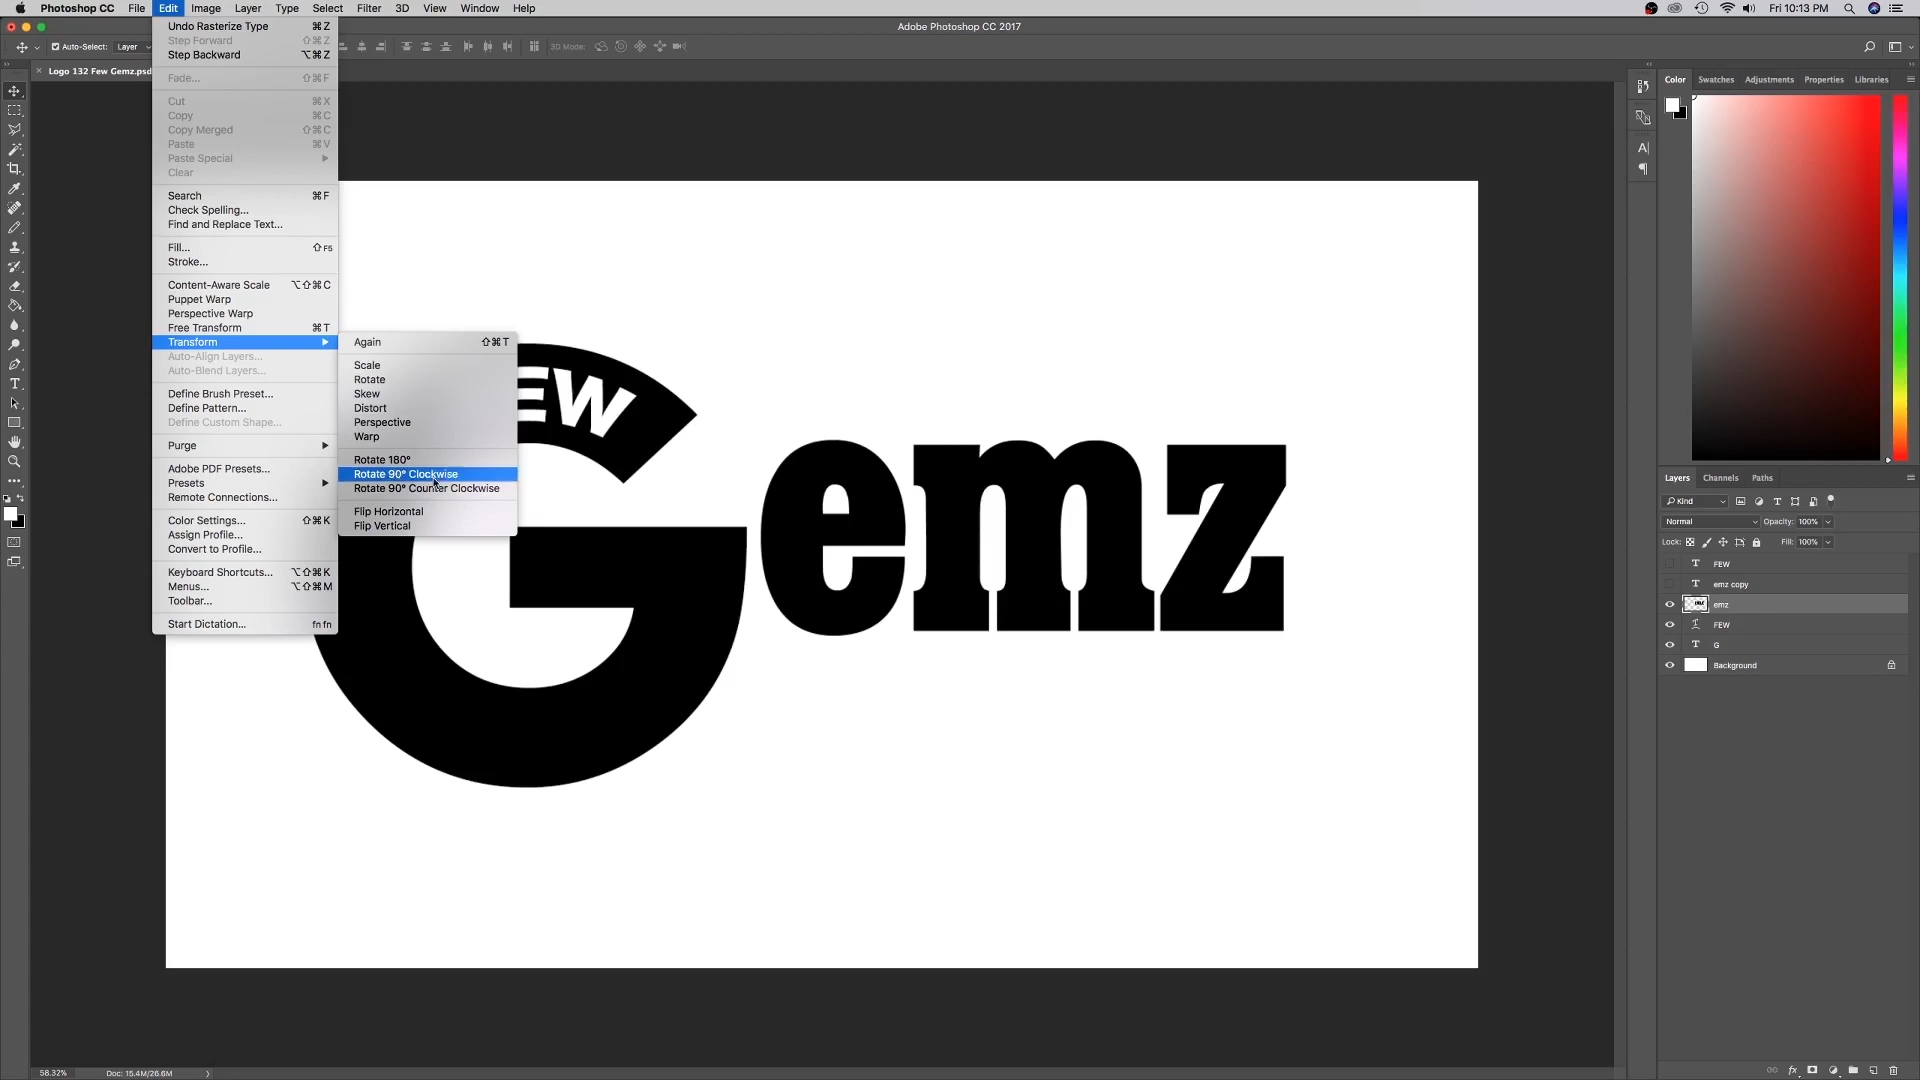 Photoshop CC File Edit Image Layer Type Select Filter 3D View Window Help Fri 10:13 PM
Adobe Photoshop CC 2017
Auto-Select: Layer 3D Mode:
Logo 132 Few Gemz.psd
Undo Rasterize Type ⌘Z
Step Forward ⇧⌘Z
Step Backward ⌥⌘Z
Fade... ⇧⌘F
Cut ⌘X
Copy ⌘C
Copy Merged ⇧⌘C
Paste ⌘V
Paste Special
Clear
Search ⌘F
Check Spelling...
Find and Replace Text...
Fill... ⇧F5
Stroke...
Content-Aware Scale ⌥⇧⌘C
Puppet Warp
Perspective Warp
Free Transform ⌘T
Transform
Auto-Align Layers...
Auto-Blend Layers...
Define Brush Preset...
Define Pattern...
Define Custom Shape...
Purge
Adobe PDF Presets...
Presets
Remote Connections...
Color Settings... ⇧⌘K
Assign Profile...
Convert to Profile...
Keyboard Shortcuts... ⌥⇧⌘K
Menus... ⌥⇧⌘M
Toolbar...
Start Dictation... fn fn
Again ⇧⌘T
Scale
Rotate
Skew
Distort
Perspective
Warp
Rotate 180°
Rotate 90° Clockwise
Rotate 90° Counter Clockwise
Flip Horizontal
Flip Vertical
EW
Gemz
Color Swatches Adjustments Properties Libraries
Layers Channels Paths
Kind
Normal Opacity: 100%
Lock: Fill: 100%
T FEW
T emz copy
emz
FEW
T G
Background
58.32% Doc: 15.4M/26.6M